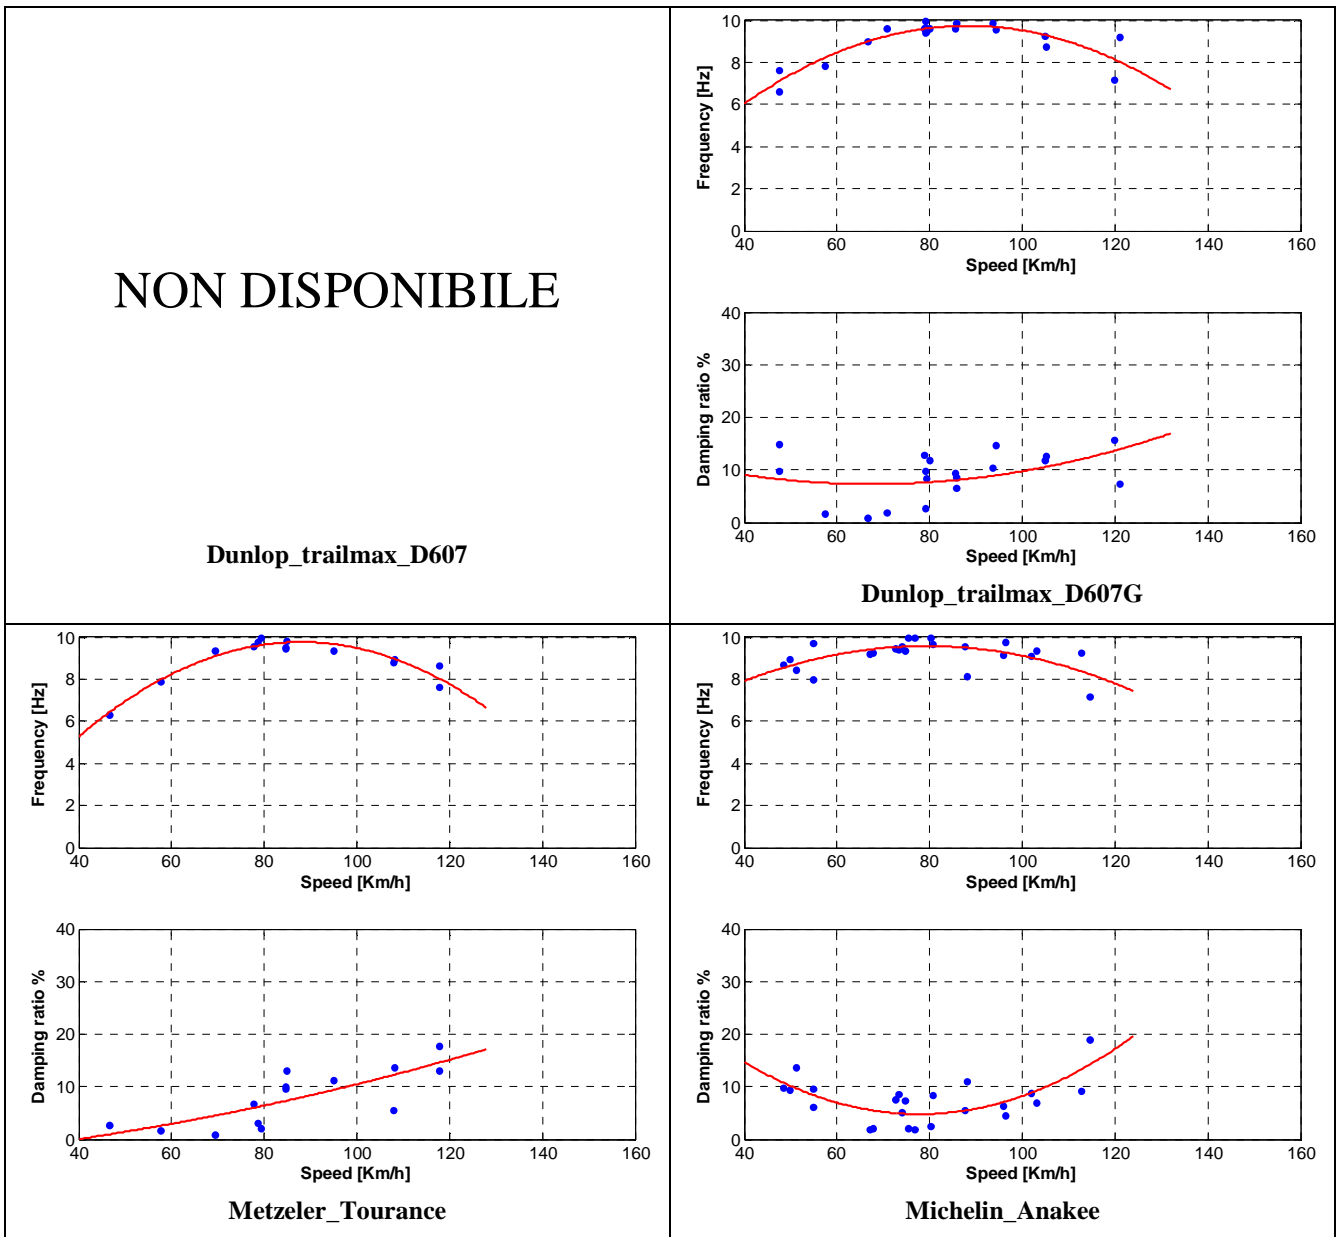 NON DISPONIBILE
Dunlop_trailmax_D607
10
8
6
4
2
0
Frequency [Hz]
40 60 80 100 120 140 160
Speed [Km/h]
40
30
20
10
0
Damping ratio %
40 60 80 100 120 140 160
Speed [Km/h]
Dunlop_trailmax_D607G
10
8
6
4
2
0
Frequency [Hz]
40 60 80 100 120 140 160
Speed [Km/h]
40
30
20
10
0
Damping ratio %
40 60 80 100 120 140 160
Speed [Km/h]
Metzeler_Tourance
10
8
6
4
2
0
Frequency [Hz]
40 60 80 100 120 140 160
Speed [Km/h]
40
30
20
10
0
Damping ratio %
40 60 80 100 120 140 160
Speed [Km/h]
Michelin_Anakee